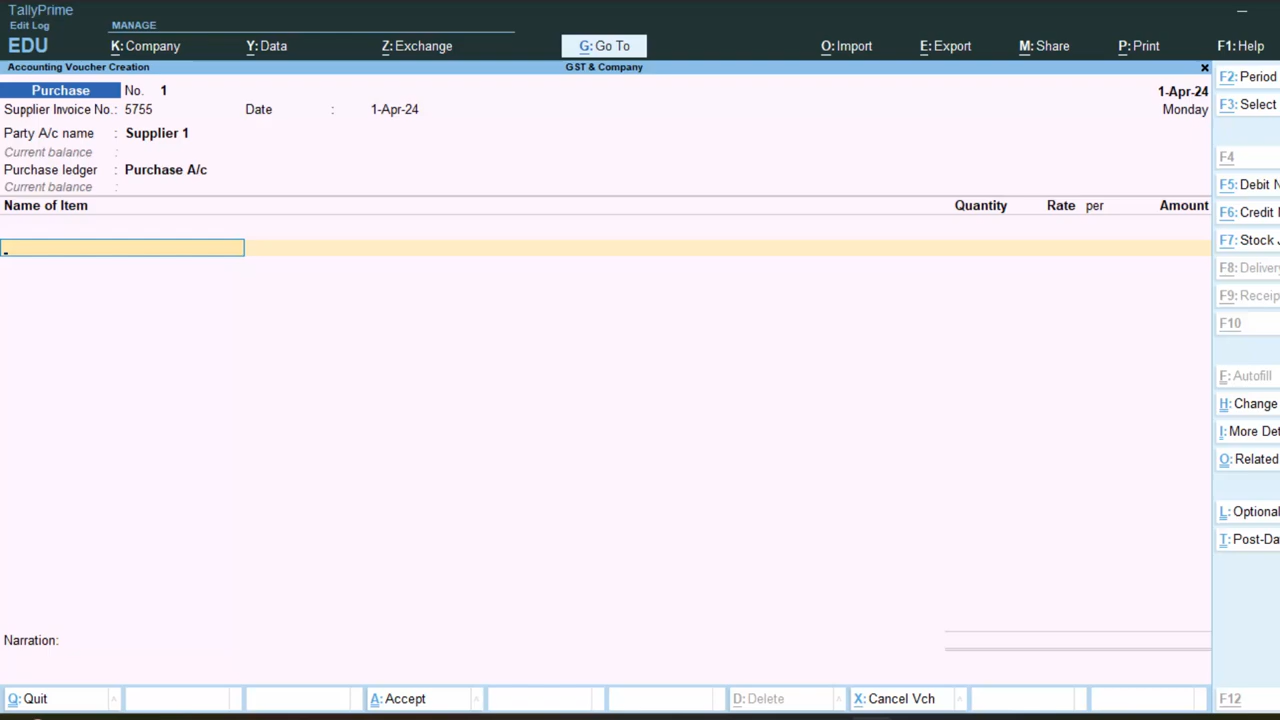 TallyPrime
Edit Log
MANAGE
EDU
K: Company
Y: Data
Z: Exchange
G: Go To
O: Import
E: Export
M: Share
P: Print
F1: Help
Accounting Voucher Creation
GST & Company
F2: Period
Purchase No. 1
1-Apr-24
Supplier Invoice No.: 5755 Date : 1-Apr-24
Monday
F3: Select
Party A/c name : Supplier 1
Current balance :
F4
Purchase ledger : Purchase A/c
Current balance :
F5: Debit N
Name of Item Quantity Rate per Amount
F6: Credit
F7: Stock
F8: Delivery
F9: Receip
F10
F: Autofill
H: Change
I: More Det
O: Related
L: Optional
T: Post-Da
Narration:
Q: Quit
A: Accept
D: Delete
X: Cancel Vch
F12